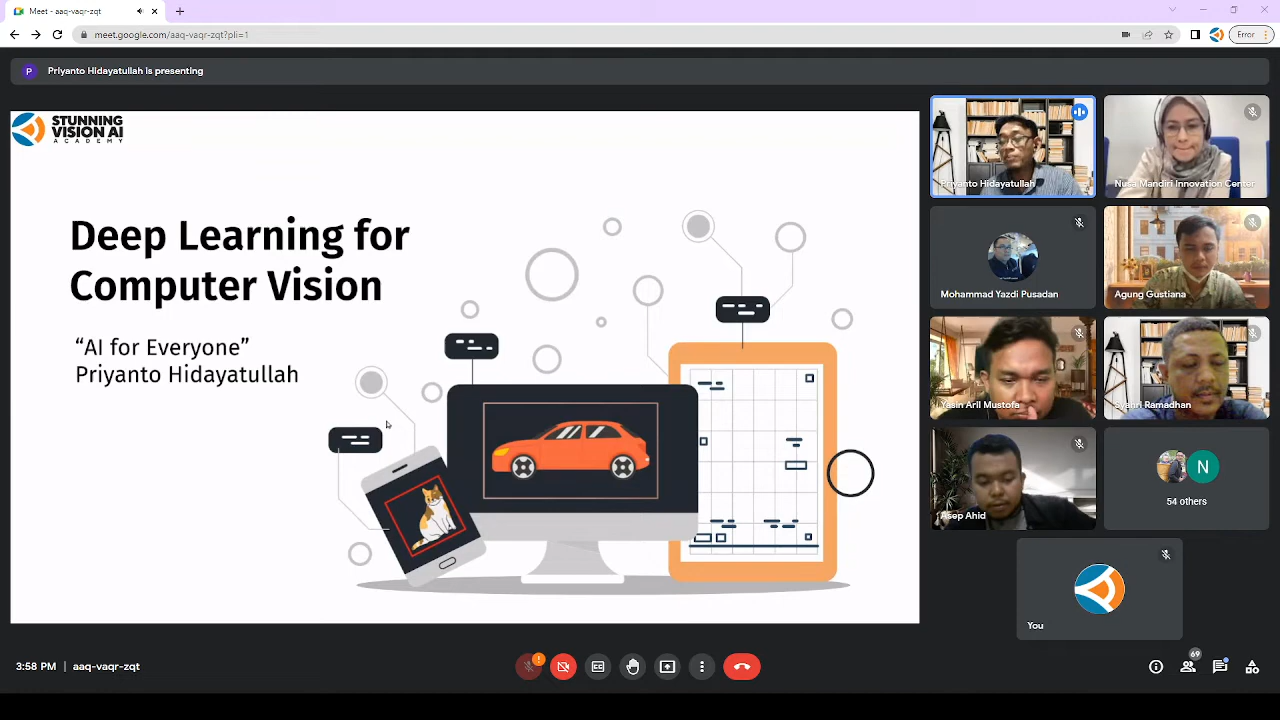 Meet - aaq-vaqr-zqt
meet.google.com/aaq-vaqr-zqt?pli=1
Error
P
Priyanto Hidayatullah is presenting
STUNNING
VISION AI
ACADEMY
Deep Learning for
Computer Vision
“AI for Everyone”
Priyanto Hidayatullah
Priyanto Hidayatullah
Nusa Mandiri Innovation Center
Mohammad Yazdi Pusadan
Agung Gustiana
Yasin Aril Mustofa
Syahri Ramadhan
Asep Ahid
N
54 others
You
3:58 PM | aaq-vaqr-zqt
69